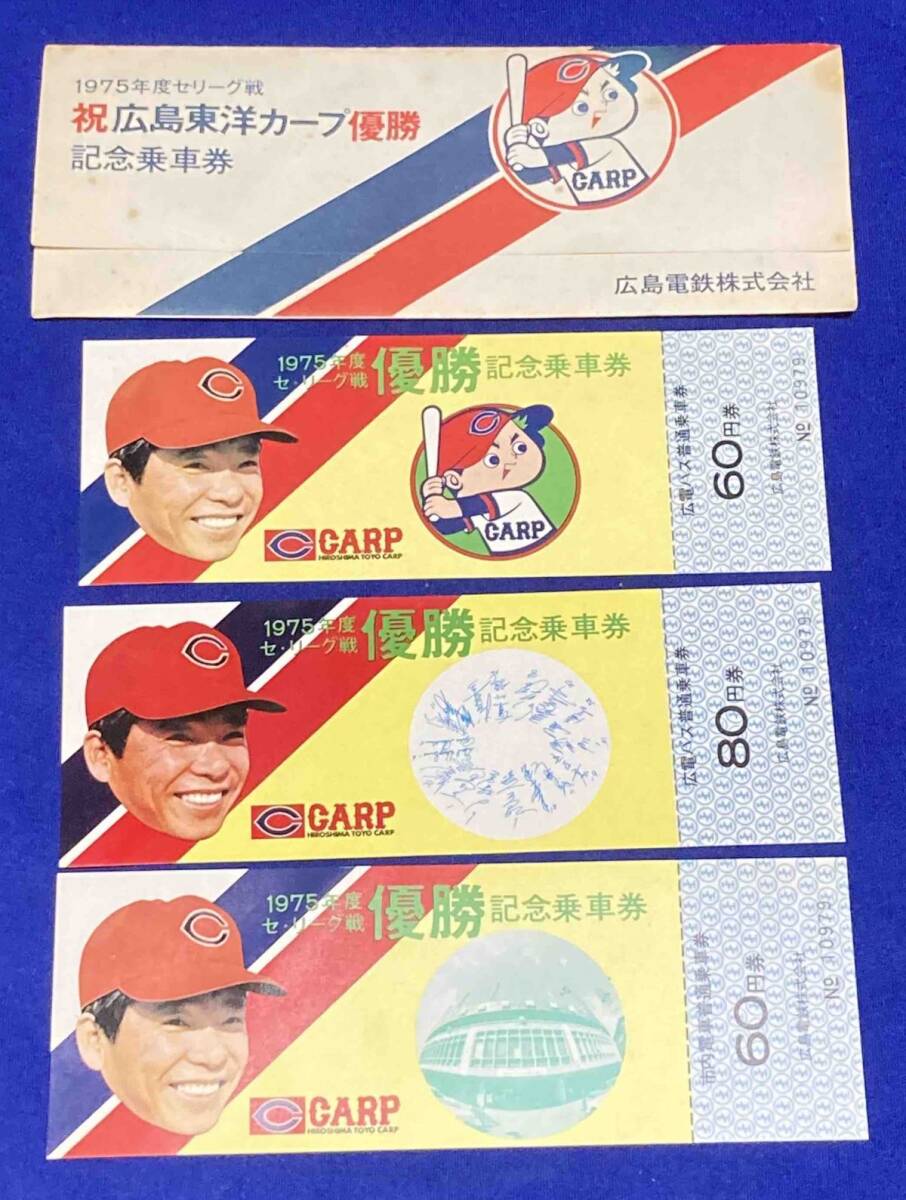 1975年度セリーグ戦
祝広島東洋カープ優勝
記念乗車券
C
CARP
広島電鉄株式会社
1975年度
セ・リーグ戦
優勝記念乗車券
C
C
CARP
C CARP
HIROSHIMA TOYO CARP
広電バス普通乗車券
60円券
広島電鉄株式会社
No 10979
1975年度
セ・リーグ戦
優勝記念乗車券
C
C CARP
HIROSHIMA TOYO CARP
広電バス普通乗車券
80円券
広島電鉄株式会社
No 10979
1975年度
セ・リーグ戦
優勝記念乗車券
C
C CARP
HIROSHIMA TOYO CARP
市内電車普通乗車券
60円券
広島電鉄株式会社
No 10979